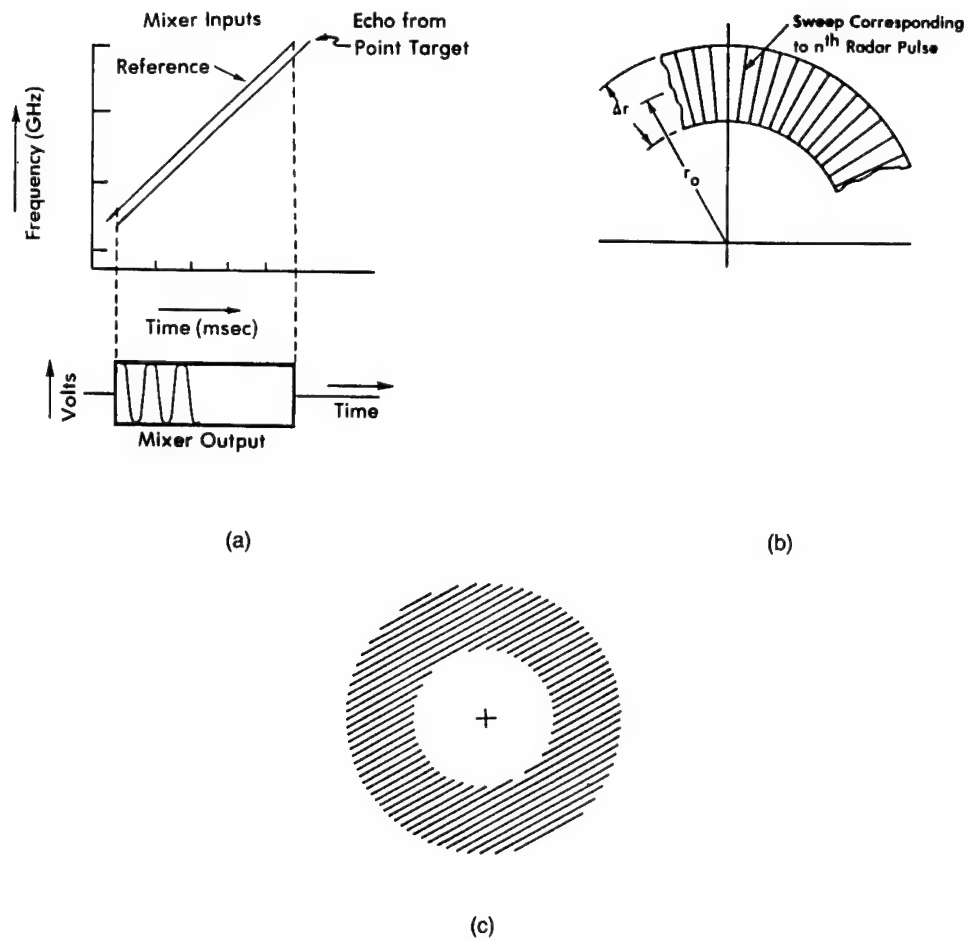 Mixer Inputs
Echo from
Point Target
Reference
Frequency (GHz)
Time (msec)
Volts
Time
Mixer Output
(a)
Sweep Corresponding
to nth Radar Pulse
Δr
ro
(b)
(c)